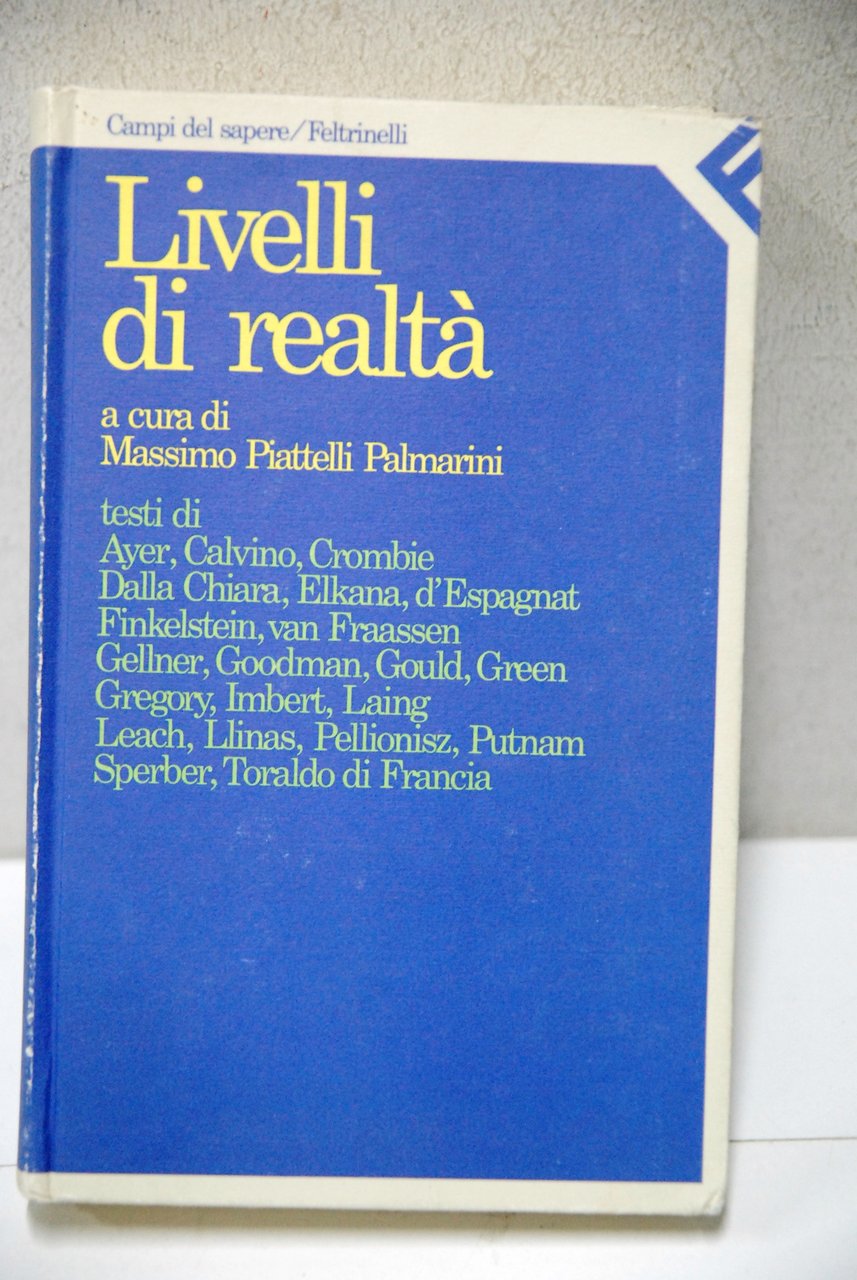 Campi del sapere/Feltrinelli
F
Livelli
di realtà
a cura di
Massimo Piattelli Palmarini
testi di
Ayer, Calvino, Crombie
Dalla Chiara, Elkana, d'Espagnat
Finkelstein, van Fraassen
Gellner, Goodman, Gould, Green
Gregory, Imbert, Laing
Leach, Llinas, Pellionisz, Putnam
Sperber, Toraldo di Francia